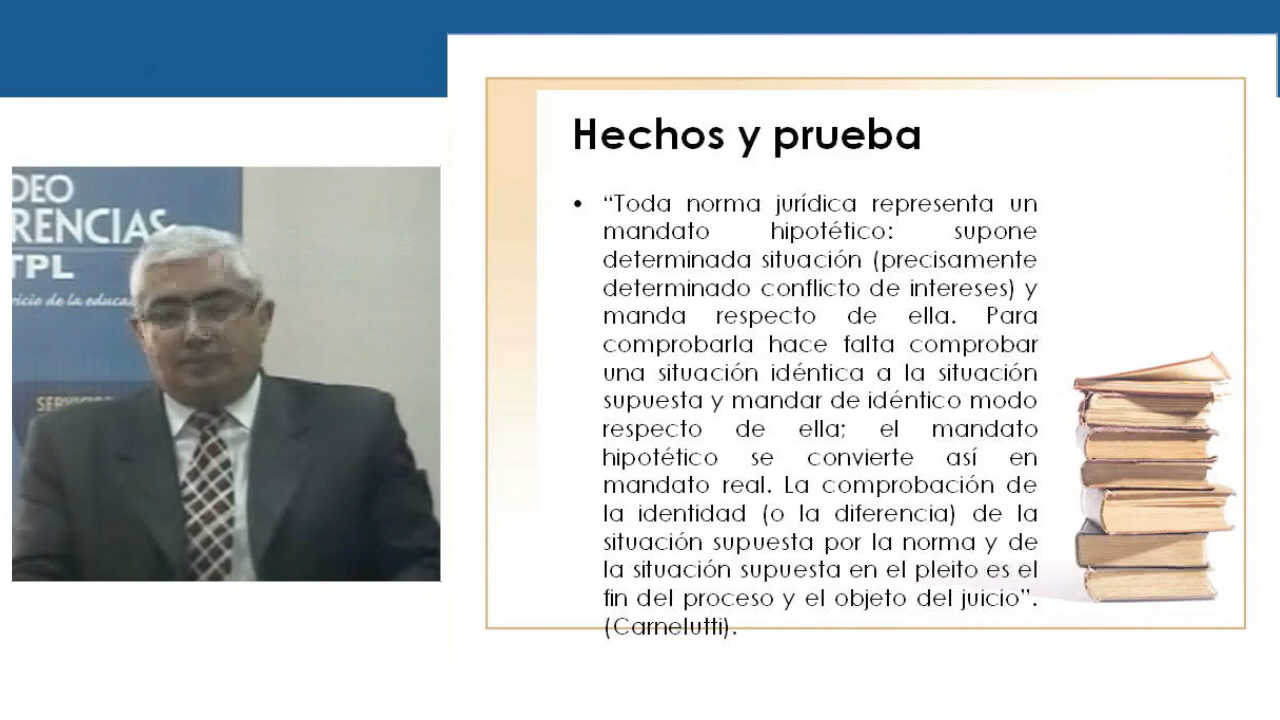 DEO
RENCIAS
TPL
vicio de la educa
SERVICIOS
Hechos y prueba
• “Toda norma jurídica representa un
mandato hipotético: supone
determinada situación (precisamente
determinado conflicto de intereses) y
manda respecto de ella. Para
comprobarla hace falta comprobar
una situación idéntica a la situación
supuesta y mandar de idéntico modo
respecto de ella; el mandato
hipotético se convierte así en
mandato real. La comprobación de
la identidad (o la diferencia) de la
situación supuesta por la norma y de
la situación supuesta en el pleito es el
fin del proceso y el objeto del juicio”.
(Carnelutti).